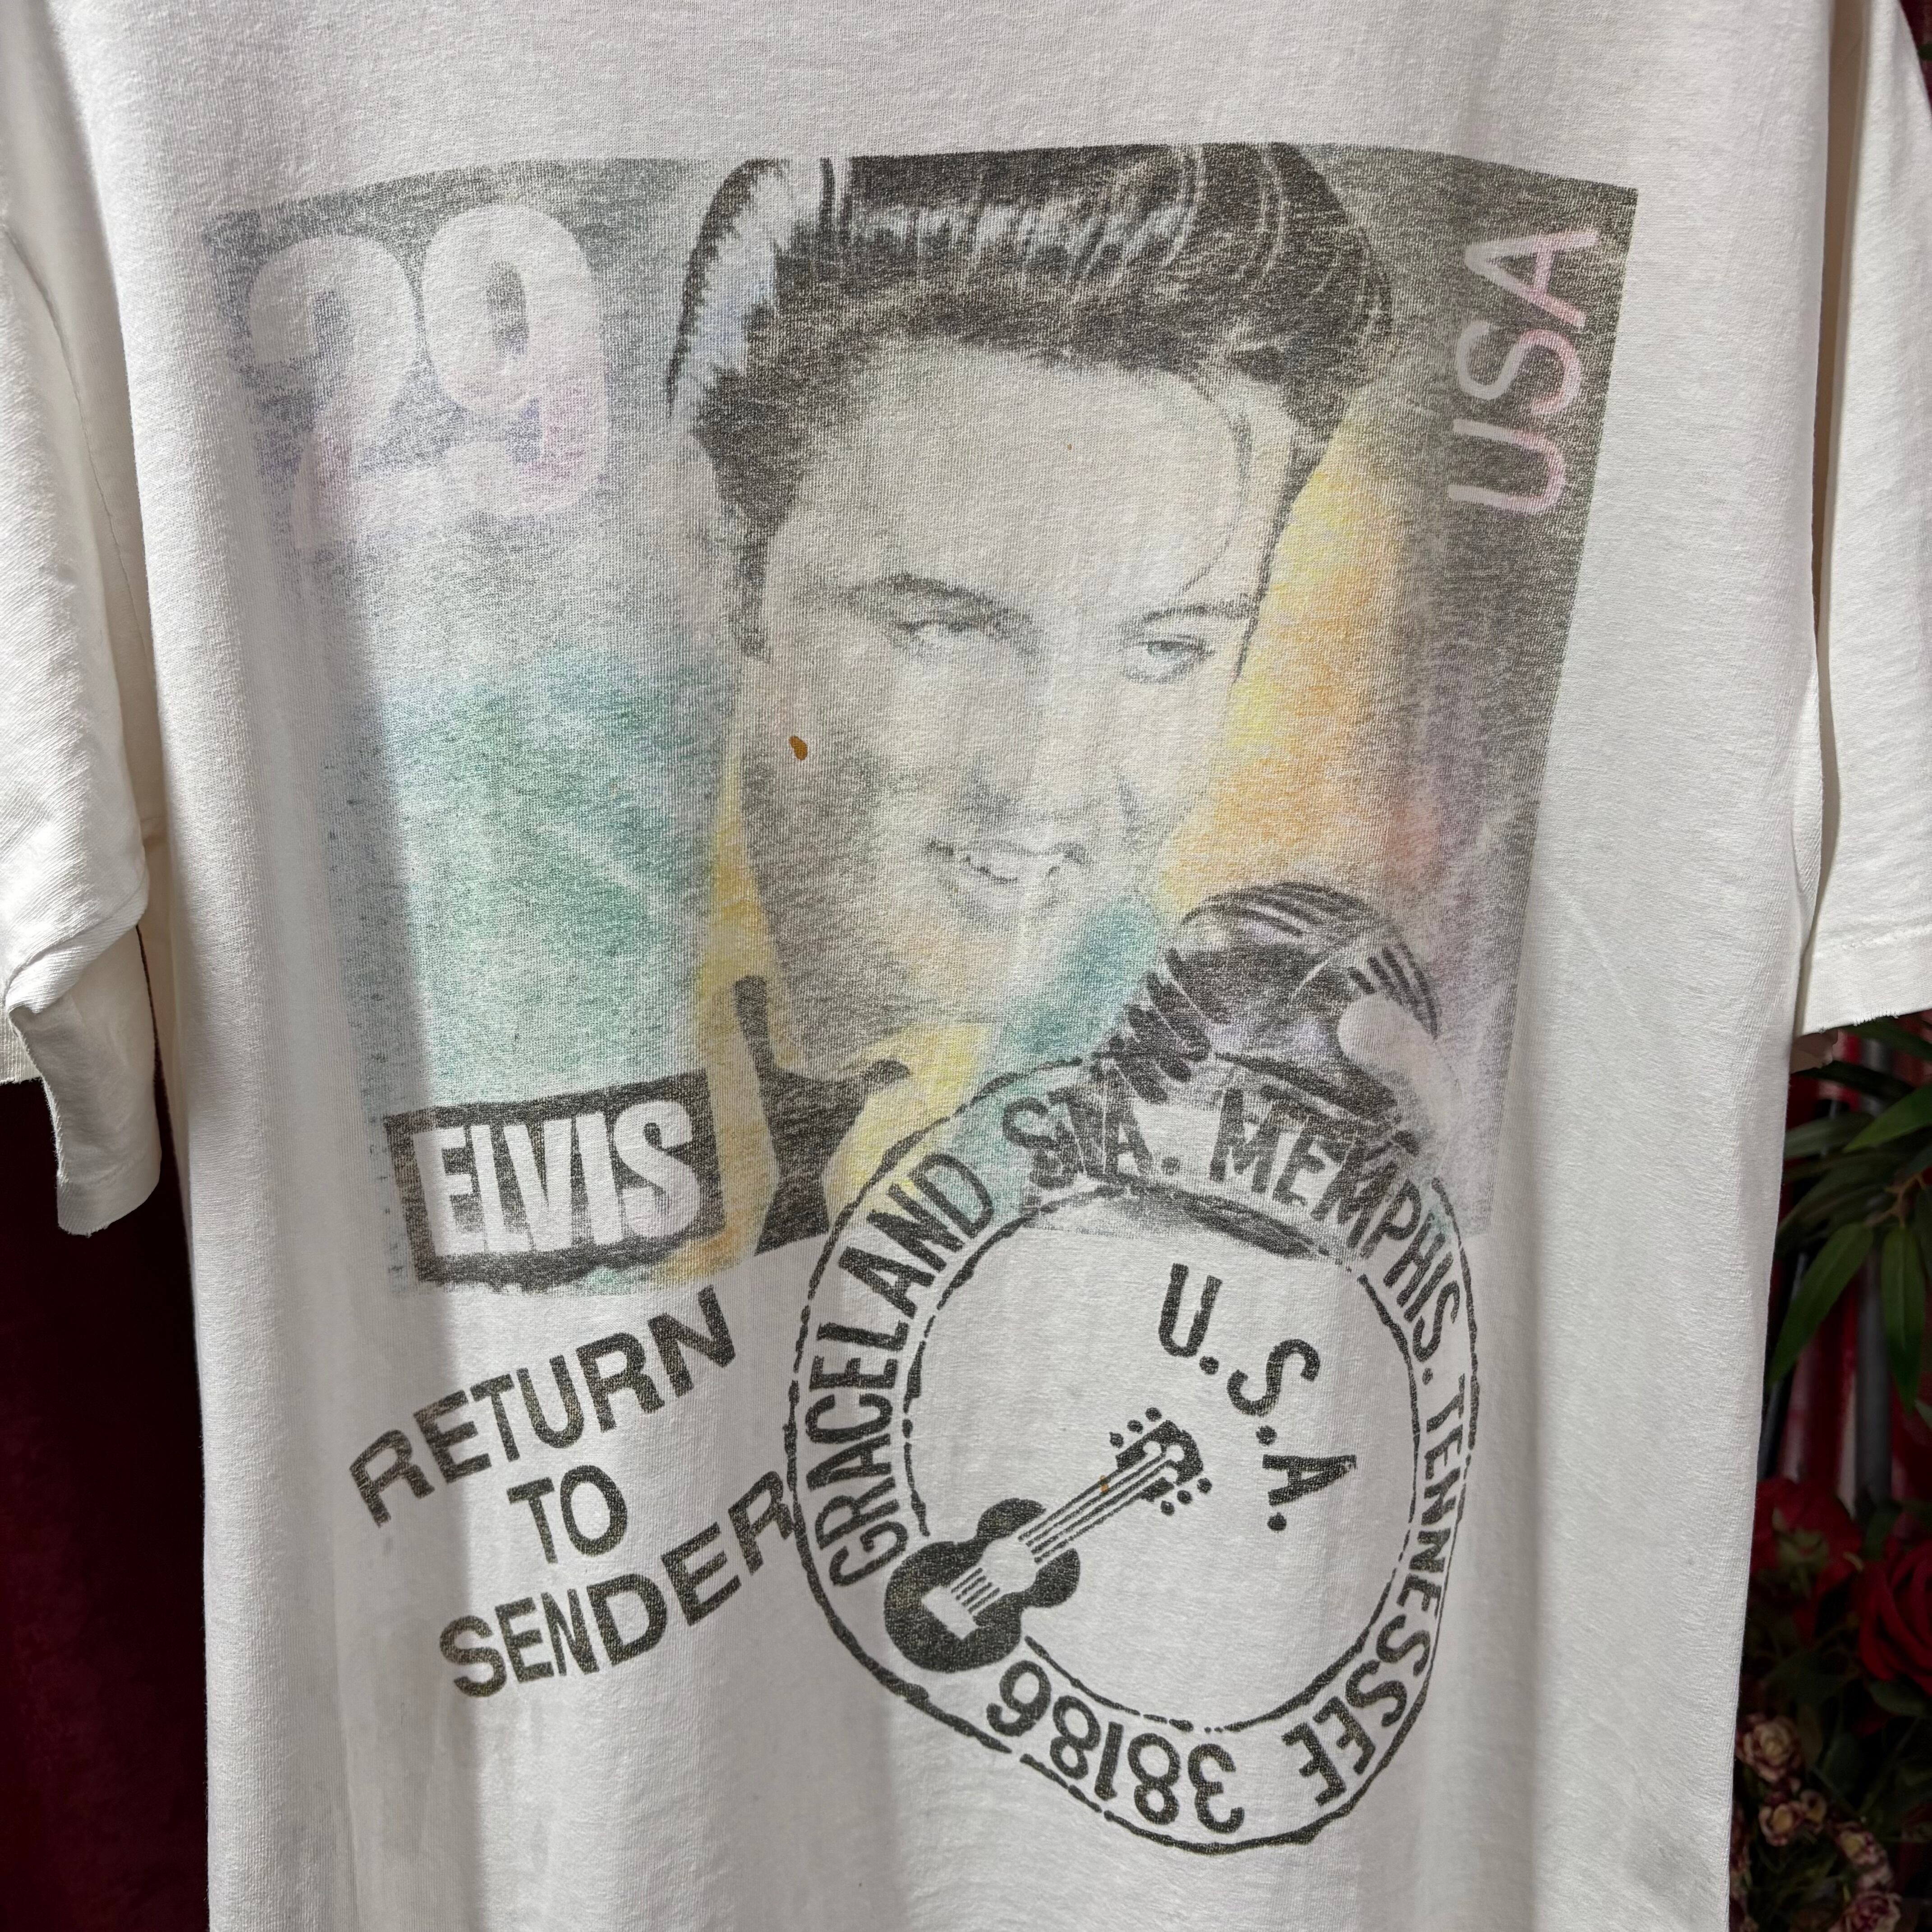 29
USA
ELVIS
RETURN
TO
SENDER
GRACELAND STA. MEMPHIS. TENNESSEE 38186
U.S.A.